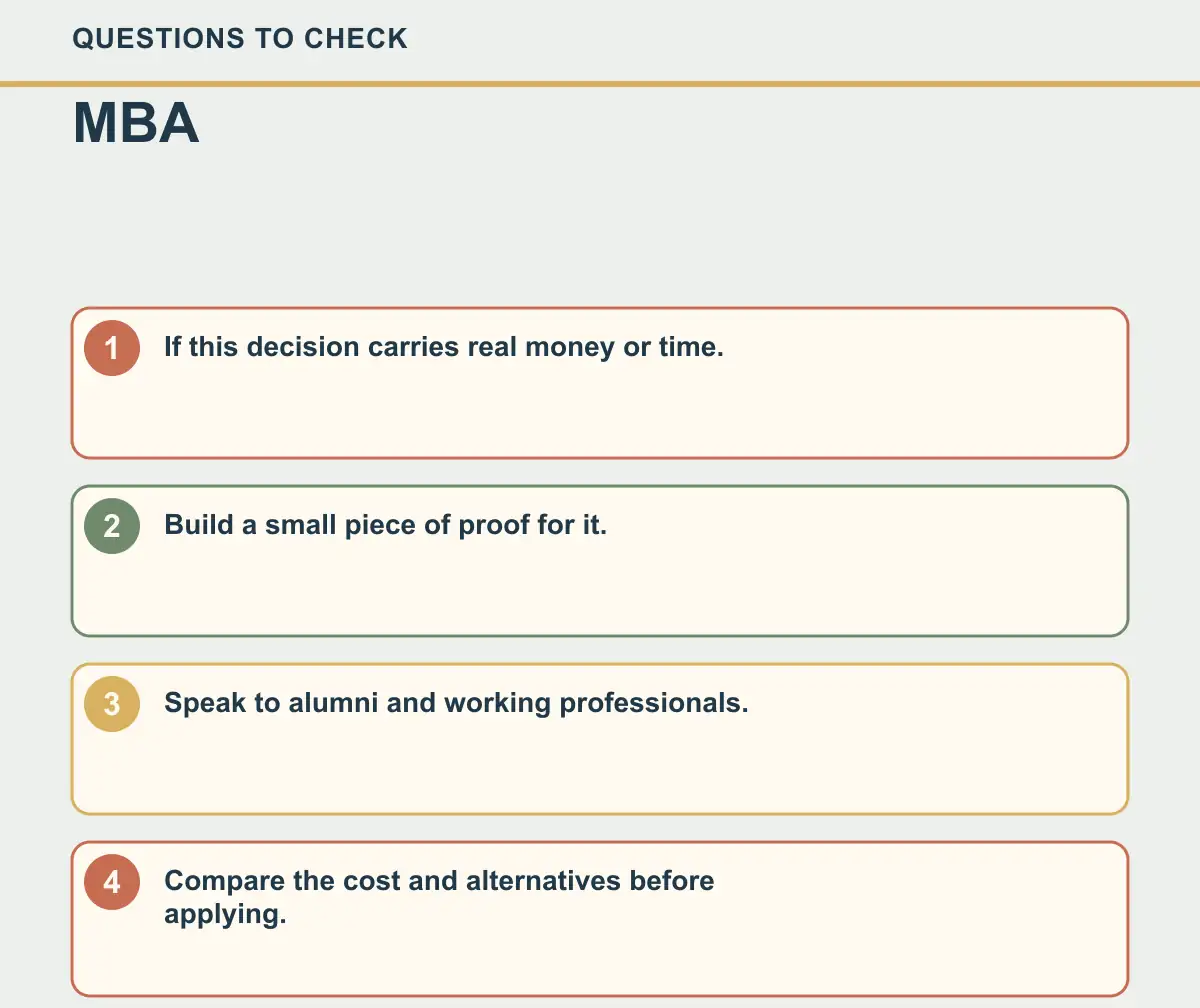 QUESTIONS TO CHECK
MBA
1
If this decision carries real money or time.
2
Build a small piece of proof for it.
3
Speak to alumni and working professionals.
4
Compare the cost and alternatives before
applying.